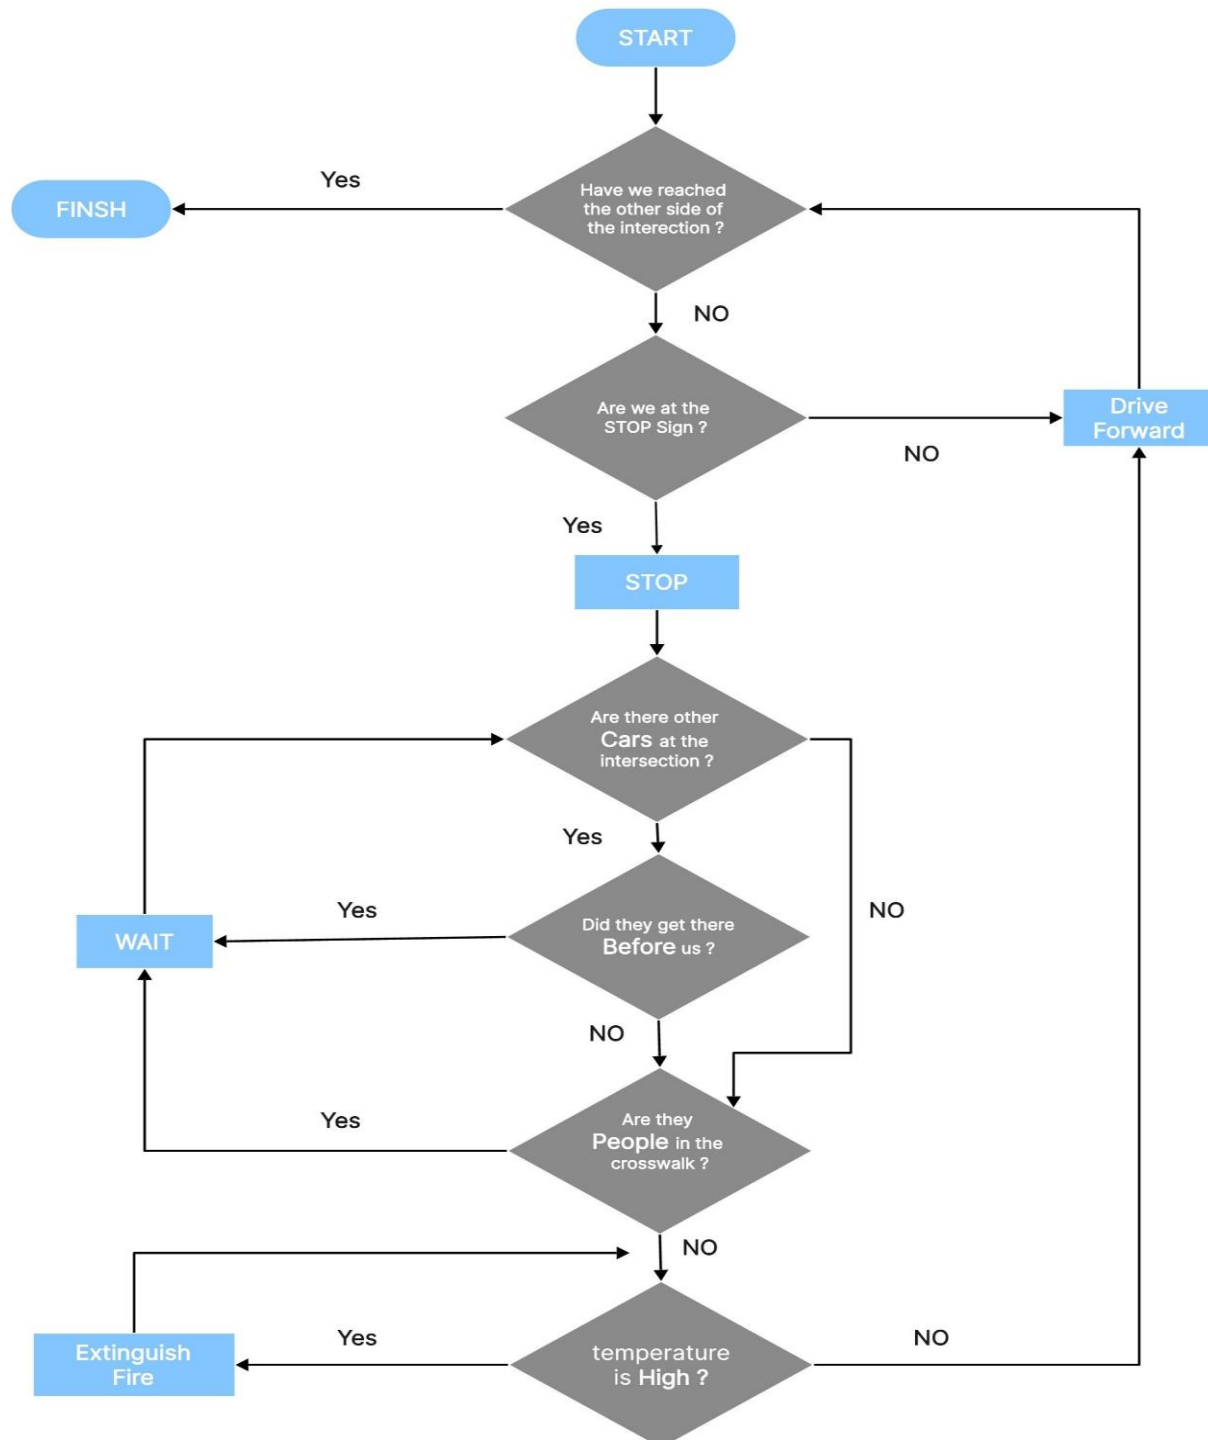 START
Yes
FINSH
Have we reached
the other side of
the interection ?
NO
Are we at the
STOP Sign ?
NO
Drive
Forward
Yes
STOP
Are there other
Cars at the
intersection ?
Yes
NO
Yes
WAIT
Did they get there
Before us ?
NO
Yes
Are they
People in the
crosswalk ?
NO
Extinguish
Fire
Yes
temperature
is High ?
NO